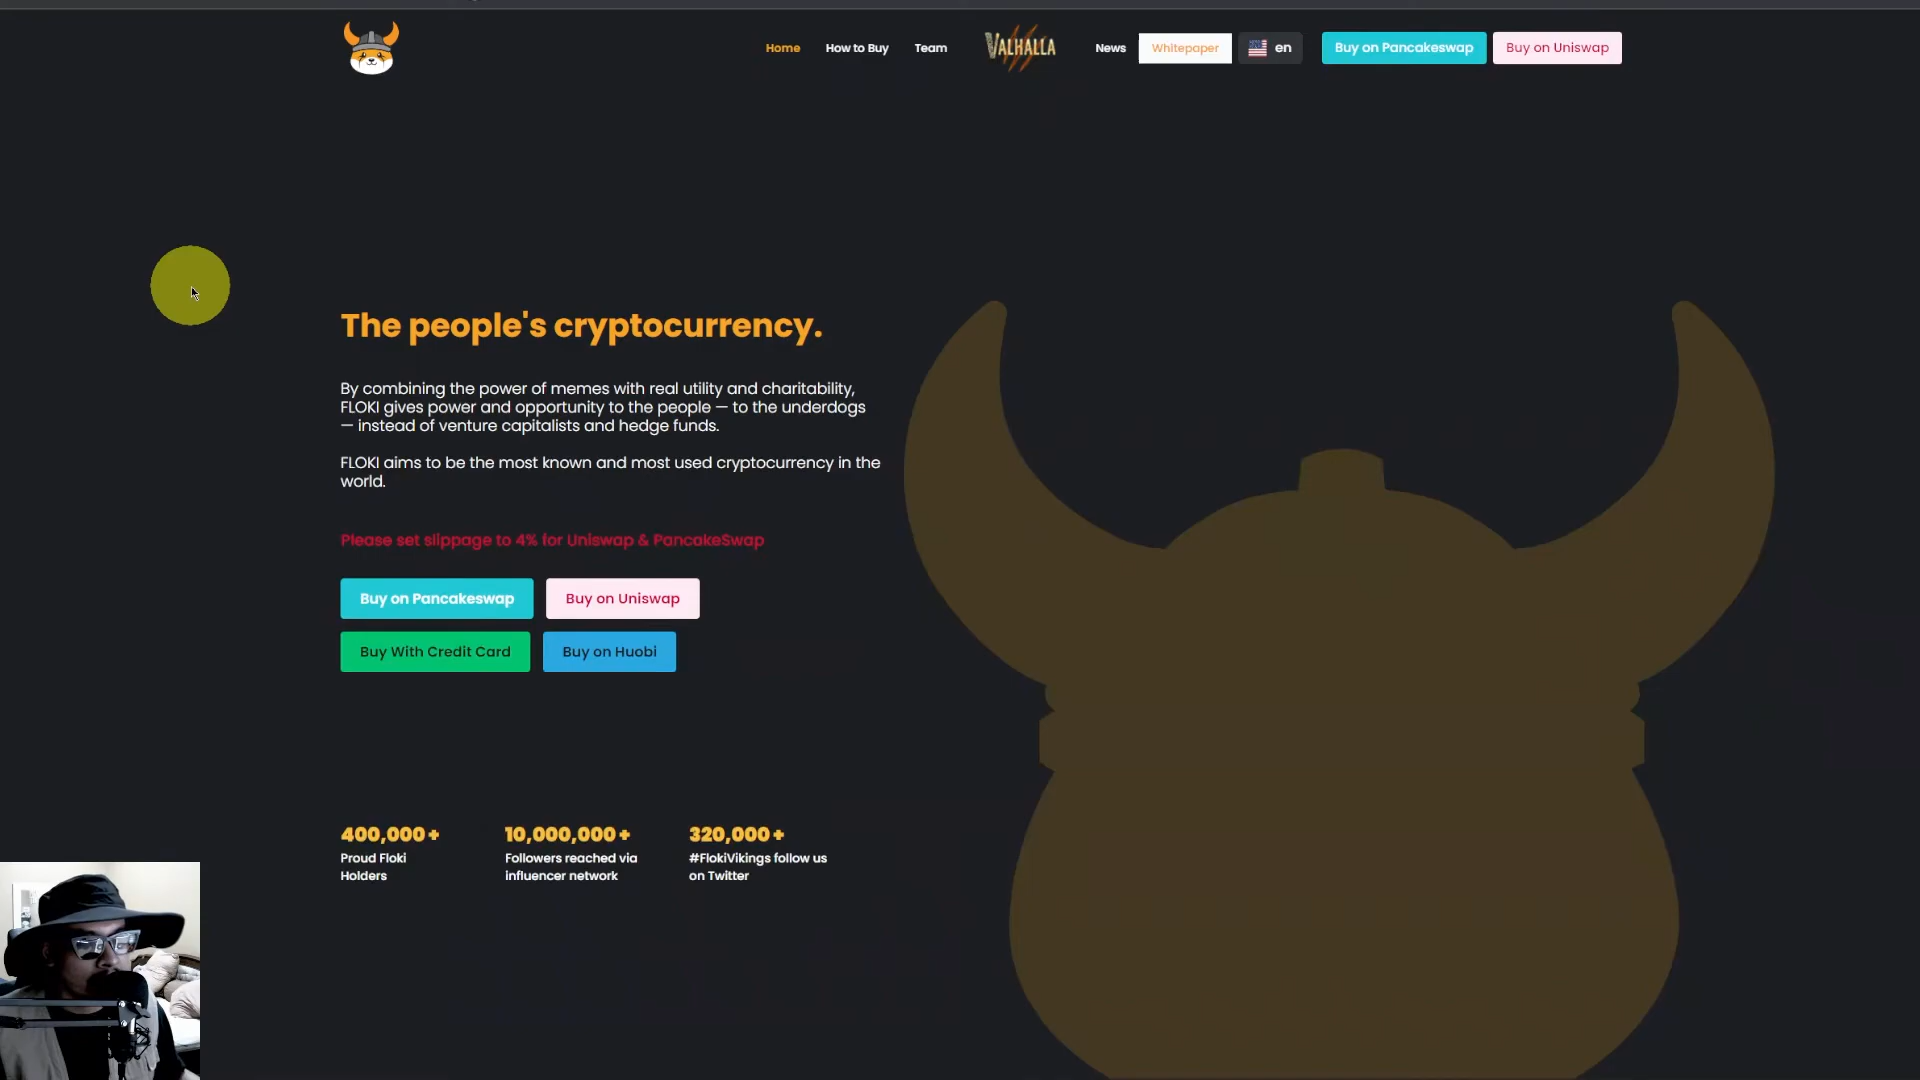 Home
How to Buy
Team
VALHALLA
News
Whitepaper
en
Buy on Pancakeswap
Buy on Uniswap
The people's cryptocurrency.
By combining the power of memes with real utility and charitability,
FLOKI gives power and opportunity to the people — to the underdogs
— instead of venture capitalists and hedge funds.
FLOKI aims to be the most known and most used cryptocurrency in the
world.
Please set slippage to 4% for Uniswap & PancakeSwap
Buy on Pancakeswap
Buy on Uniswap
Buy With Credit Card
Buy on Huobi
400,000+
Proud Floki
Holders
10,000,000+
Followers reached via
influencer network
320,000+
#FlokiVikings follow us
on Twitter